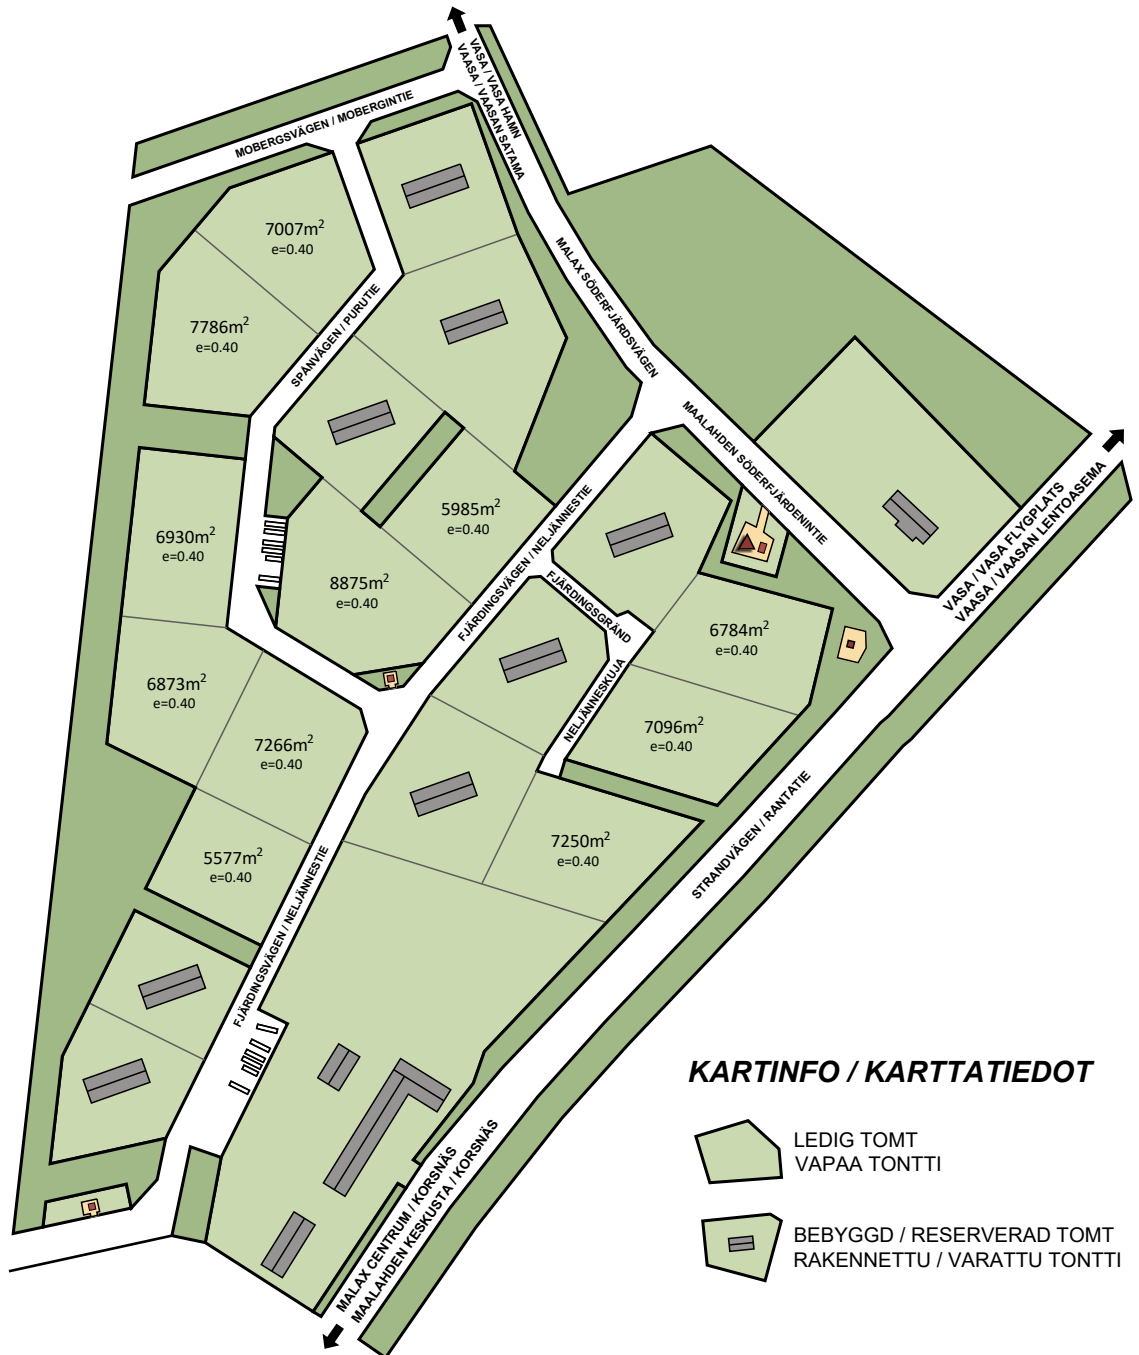 VASA / VASA HAMN
VAASA / VAASAN SATAMA
MOBERGSVÄGEN / MOBERGINTIE
7007m²
e=0.40
7786m²
e=0.40
SPÅNVÄGEN / PURUTIE
MALAX SÖDERFJÄRDSVÄGEN
MAALAHDEN SÖDERFJÄRDENINTIE
VASA / VASA FLYGPLATS
VAASA / VAASAN LENTOASEMA
6930m²
e=0.40
5985m²
e=0.40
8875m²
e=0.40
FJÄRDINGSVÄGEN / NELJÄNNESTIE
FJÄRDINGSGRÄND
NELJÄNNESKUJA
6784m²
e=0.40
6873m²
e=0.40
7266m²
e=0.40
7096m²
e=0.40
5577m²
e=0.40
7250m²
e=0.40
STRANDVÄGEN / RANTATIE
FJÄRDINGSVÄGEN / NELJÄNNESTIE
MALAX CENTRUM / KORSNÄS
MAALAHDEN KESKUSTA / KORSNÄS
KARTINFO / KARTTATIEDOT
LEDIG TOMT
VAPAA TONTTI
BEBYGGD / RESERVERAD TOMT
RAKENNETTU / VARATTU TONTTI